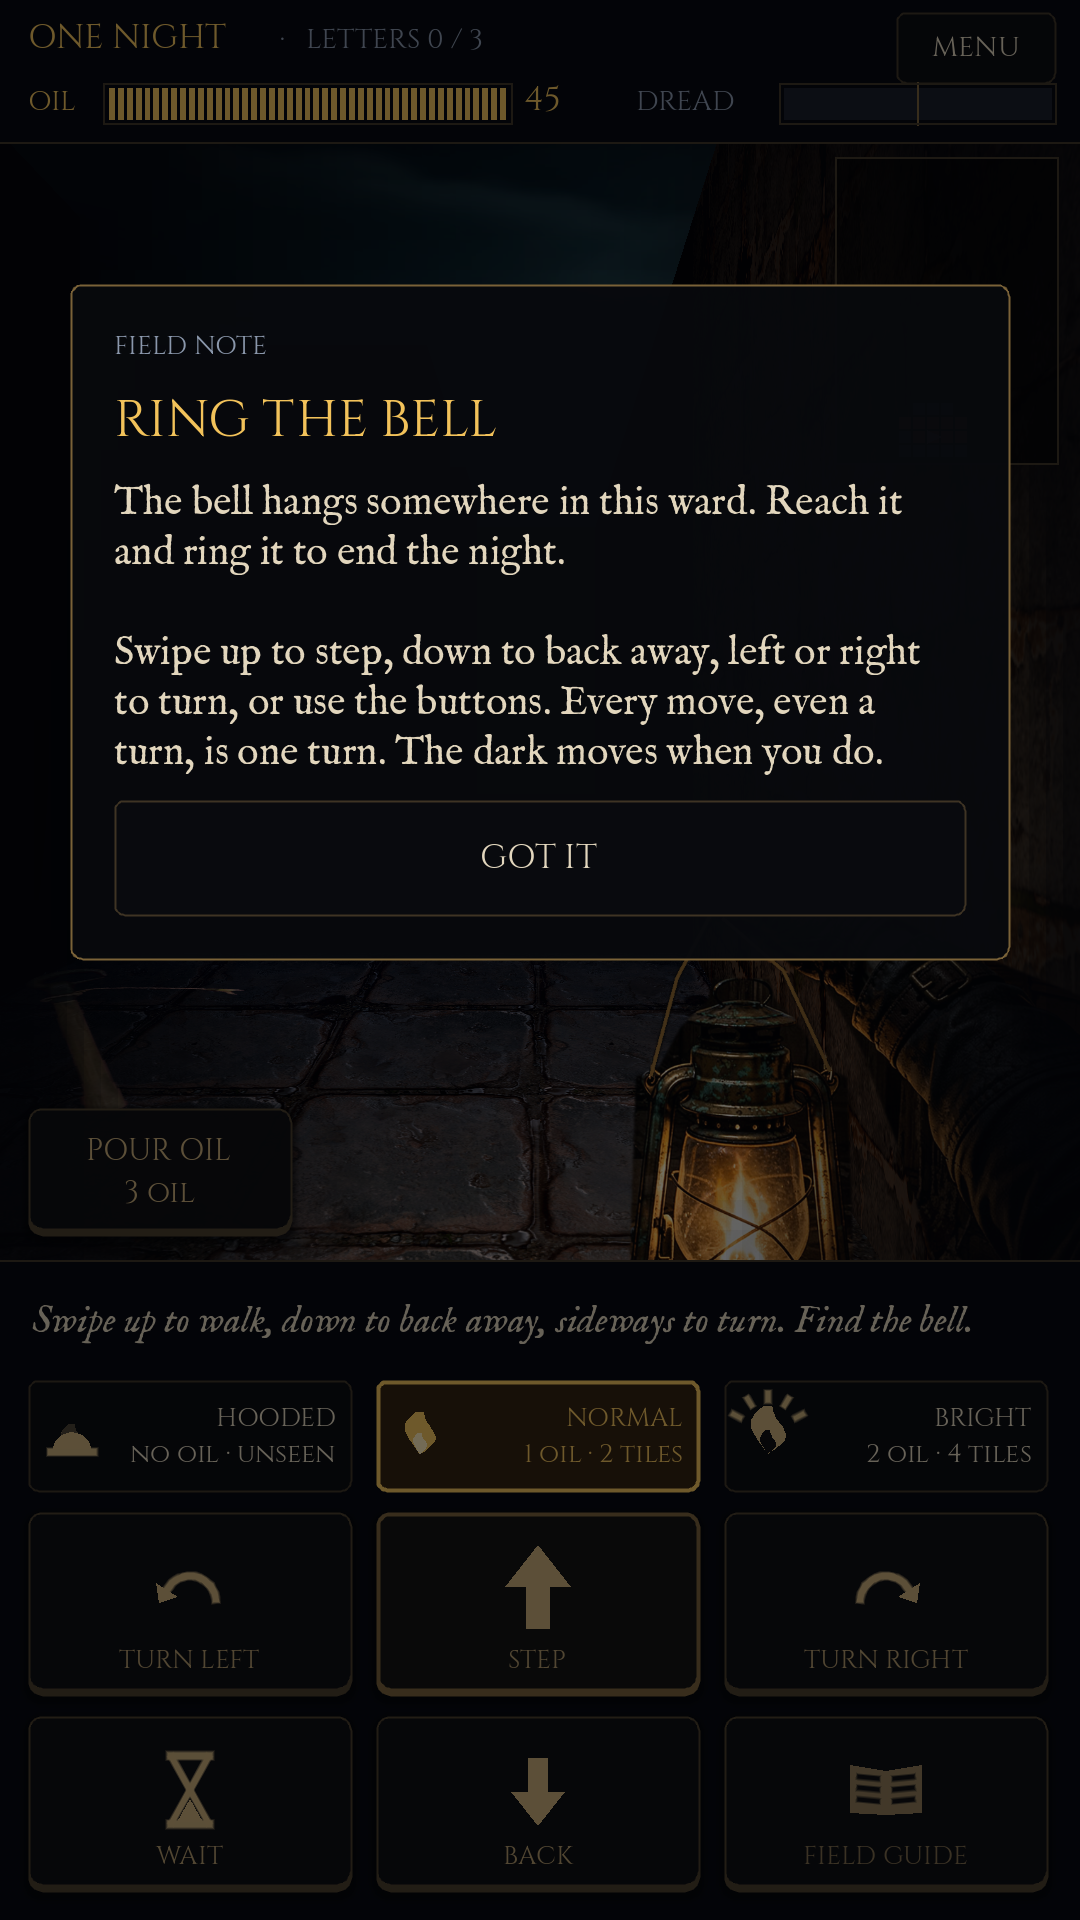 ONE NIGHT · LETTERS 0 / 3
MENU
OIL 45 DREAD
FIELD NOTE
RING THE BELL
The bell hangs somewhere in this ward. Reach it
and ring it to end the night.
Swipe up to step, down to back away, left or right
to turn, or use the buttons. Every move, even a
turn, is one turn. The dark moves when you do.
GOT IT
POUR OIL
3 OIL
Swipe up to walk, down to back away, sideways to turn. Find the bell.
HOODED
NO OIL · UNSEEN
NORMAL
1 OIL · 2 TILES
BRIGHT
2 OIL · 4 TILES
TURN LEFT
STEP
TURN RIGHT
WAIT
BACK
FIELD GUIDE